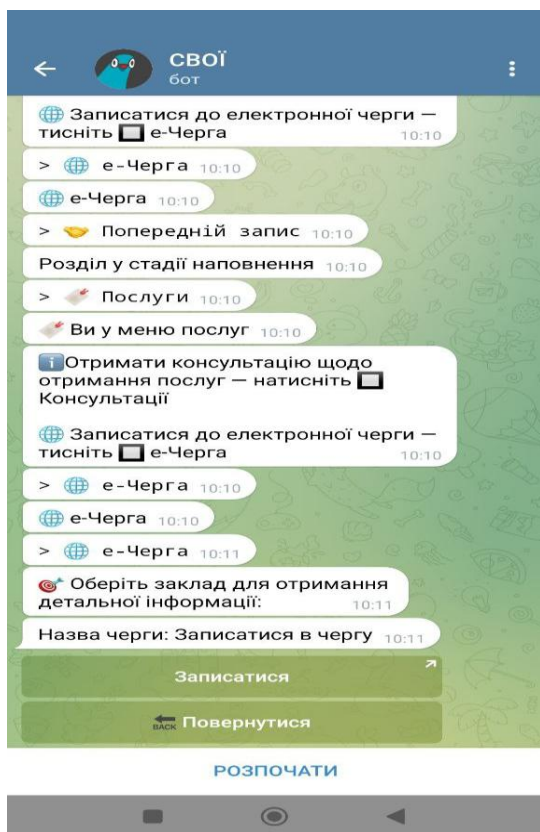 СВОЇ
бот
🌐 Записатися до електронної черги —
тисніть 🔲 е-Черга 10:10
> 🌐 е-Черга 10:10
🌐 е-Черга 10:10
> 🤝 Попередній запис 10:10
Розділ у стадії наповнення 10:10
> Послуги 10:10
Ви у меню послуг 10:10
ℹ️Отримати консультацію щодо
отримання послуг — натисніть 🔲
Консультації
🌐 Записатися до електронної черги —
тисніть 🔲 е-Черга 10:10
> 🌐 е-Черга 10:10
🌐 е-Черга 10:10
> 🌐 е-Черга 10:11
🎯 Оберіть заклад для отримання
детальної інформації: 10:11
Назва черги: Записатися в чергу 10:11
Записатися
BACK Повернутися
РОЗПОЧАТИ